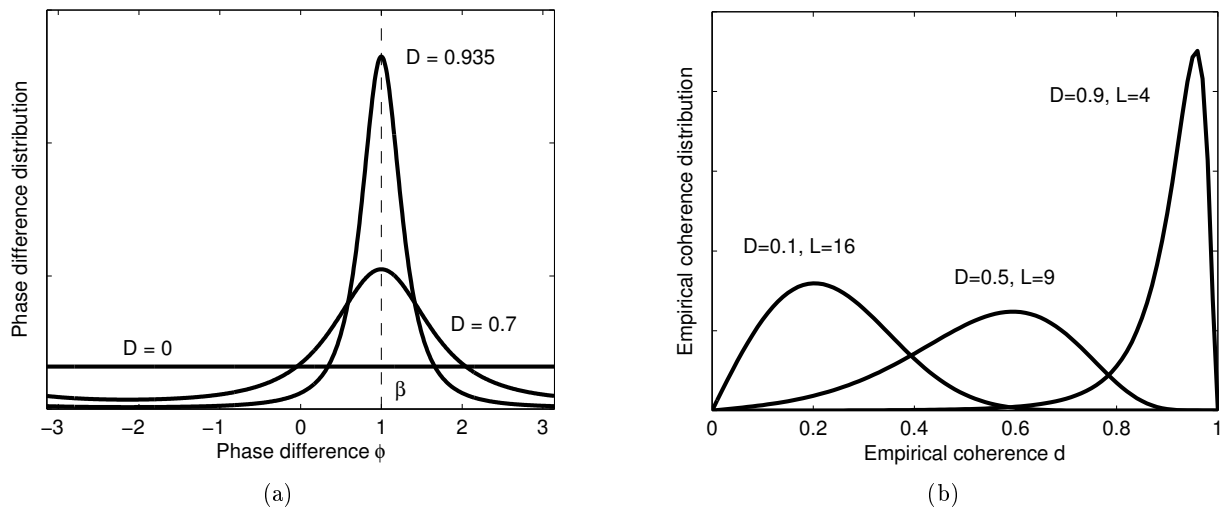 Phase difference distribution
D = 0.935
D = 0.7
D = 0
β
−3 −2 −1 0 1 2 3
Phase difference ϕ
(a)
Empirical coherence distribution
D=0.9, L=4
D=0.1, L=16
D=0.5, L=9
0 0.2 0.4 0.6 0.8 1
Empirical coherence d
(b)